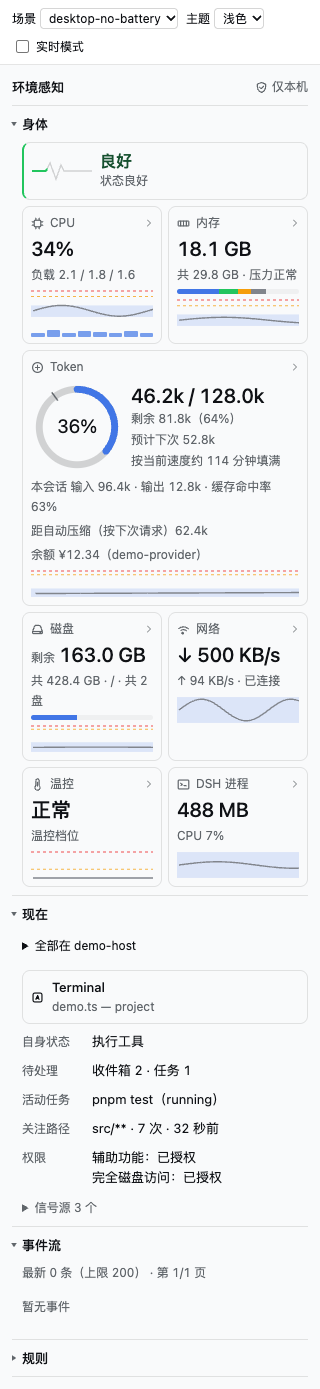 场景 desktop-no-battery 主题 浅色
实时模式
环境感知 仅本机
身体
良好
状态良好
CPU
34%
负载 2.1 / 1.8 / 1.6
内存
18.1 GB
共 29.8 GB · 压力正常
Token
36%
46.2k / 128.0k
剩余 81.8k（64%）
预计下次 52.8k
按当前速度约 114 分钟填满
本会话 输入 96.4k · 输出 12.8k · 缓存命中率
63%
距自动压缩（按下次请求）62.4k
余额 ¥12.34（demo-provider）
磁盘
剩余 163.0 GB
共 428.4 GB · / · 共 2
盘
网络
↓ 500 KB/s
↑ 94 KB/s · 已连接
温控
正常
温控档位
DSH 进程
488 MB
CPU 7%
现在
全部在 demo-host
Terminal
demo.ts — project
自身状态 执行工具
待处理 收件箱 2 · 任务 1
活动任务 pnpm test（running）
关注路径 src/** · 7 次 · 32 秒前
权限 辅助功能：已授权
完全磁盘访问：已授权
信号源 3 个
事件流
最新 0 条（上限 200） · 第 1/1 页
暂无事件
规则